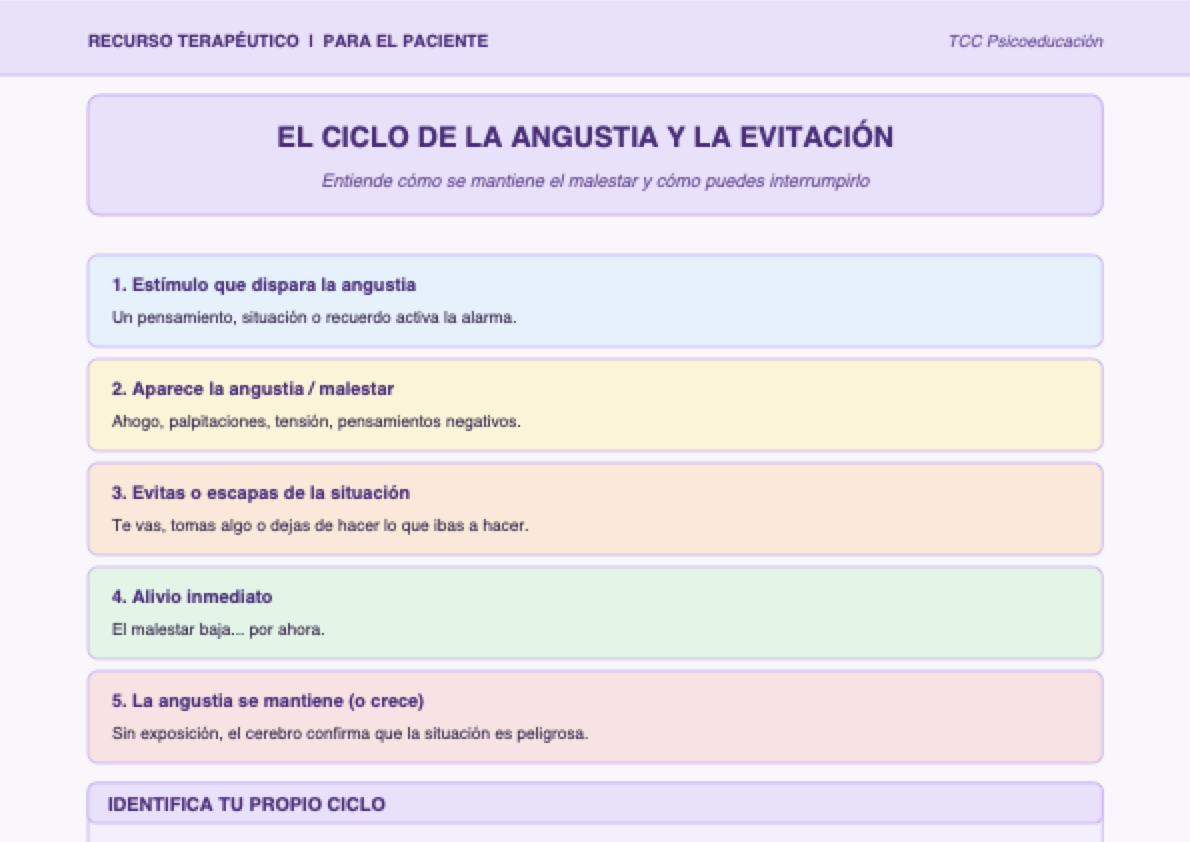 RECURSO TERAPÉUTICO | PARA EL PACIENTE
TCC Psicoeducación
EL CICLO DE LA ANGUSTIA Y LA EVITACIÓN
Entiende cómo se mantiene el malestar y cómo puedes interrumpirlo
1. Estímulo que dispara la angustia
Un pensamiento, situación o recuerdo activa la alarma.
2. Aparece la angustia / malestar
Ahogo, palpitaciones, tensión, pensamientos negativos.
3. Evitas o escapas de la situación
Te vas, tomas algo o dejas de hacer lo que ibas a hacer.
4. Alivio inmediato
El malestar baja... por ahora.
5. La angustia se mantiene (o crece)
Sin exposición, el cerebro confirma que la situación es peligrosa.
IDENTIFICA TU PROPIO CICLO